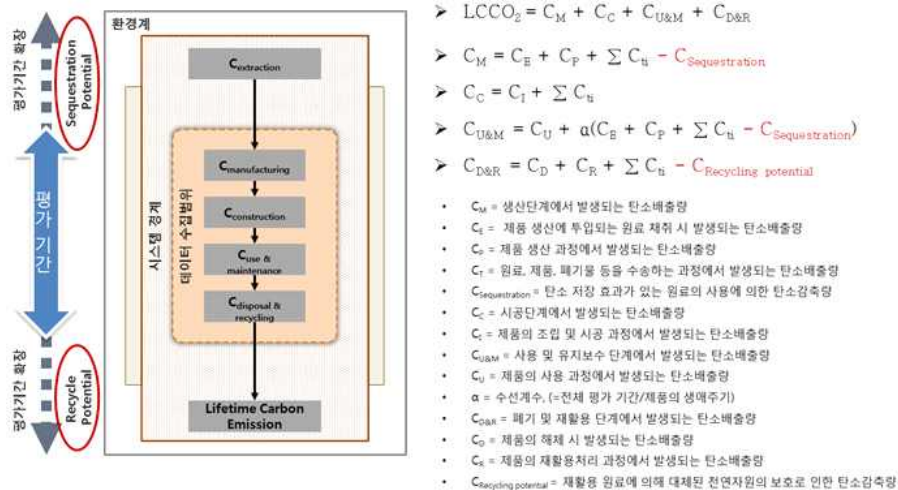 환경계
평가기간 확장
Sequestration
Potential
평가 기간
평가기간 확장
Recycle
Potential
시스템 경계
데이터 수집범위
Cextraction
Cmanufacturing
Cconstruction
Cuse &
maintenance
Cdisposal &
recycling
Lifetime Carbon
Emission
➢ LCCO₂ = CM + CC + CU&M + CD&R
➢ CM = CE + CP + ∑ Cti − CSequestration
➢ CC = CI + ∑ Cti
➢ CU&M = CU + α(CE + CP + ∑ Cti − CSequestration)
➢ CD&R = CD + CR + ∑ Cti − CRecycling potential
• CM = 생산단계에서 발생되는 탄소배출량
• CE = 제품 생산에 투입되는 원료 채취 시 발생되는 탄소배출량
• CP = 제품 생산 과정에서 발생되는 탄소배출량
• CT = 원료, 제품, 폐기물 등을 수송하는 과정에서 발생되는 탄소배출량
• CSequestration = 탄소 저장 효과가 있는 원료의 사용에 의한 탄소감축량
• CC = 시공단계에서 발생되는 탄소배출량
• CI = 제품의 조립 및 시공 과정에서 발생되는 탄소배출량
• CU&M = 사용 및 유지보수 단계에서 발생되는 탄소배출량
• CU = 제품의 사용 과정에서 발생되는 탄소배출량
• α = 수선계수, (=전체 평가 기간/제품의 생애주기)
• CD&R = 폐기 및 재활용 단계에서 발생되는 탄소배출량
• CD = 제품의 해체 시 발생되는 탄소배출량
• CR = 제품의 재활용처리 과정에서 발생되는 탄소배출량
• CRecycling potential = 재활용 원료에 의해 대체된 천연자원의 보호로 인한 탄소감축량